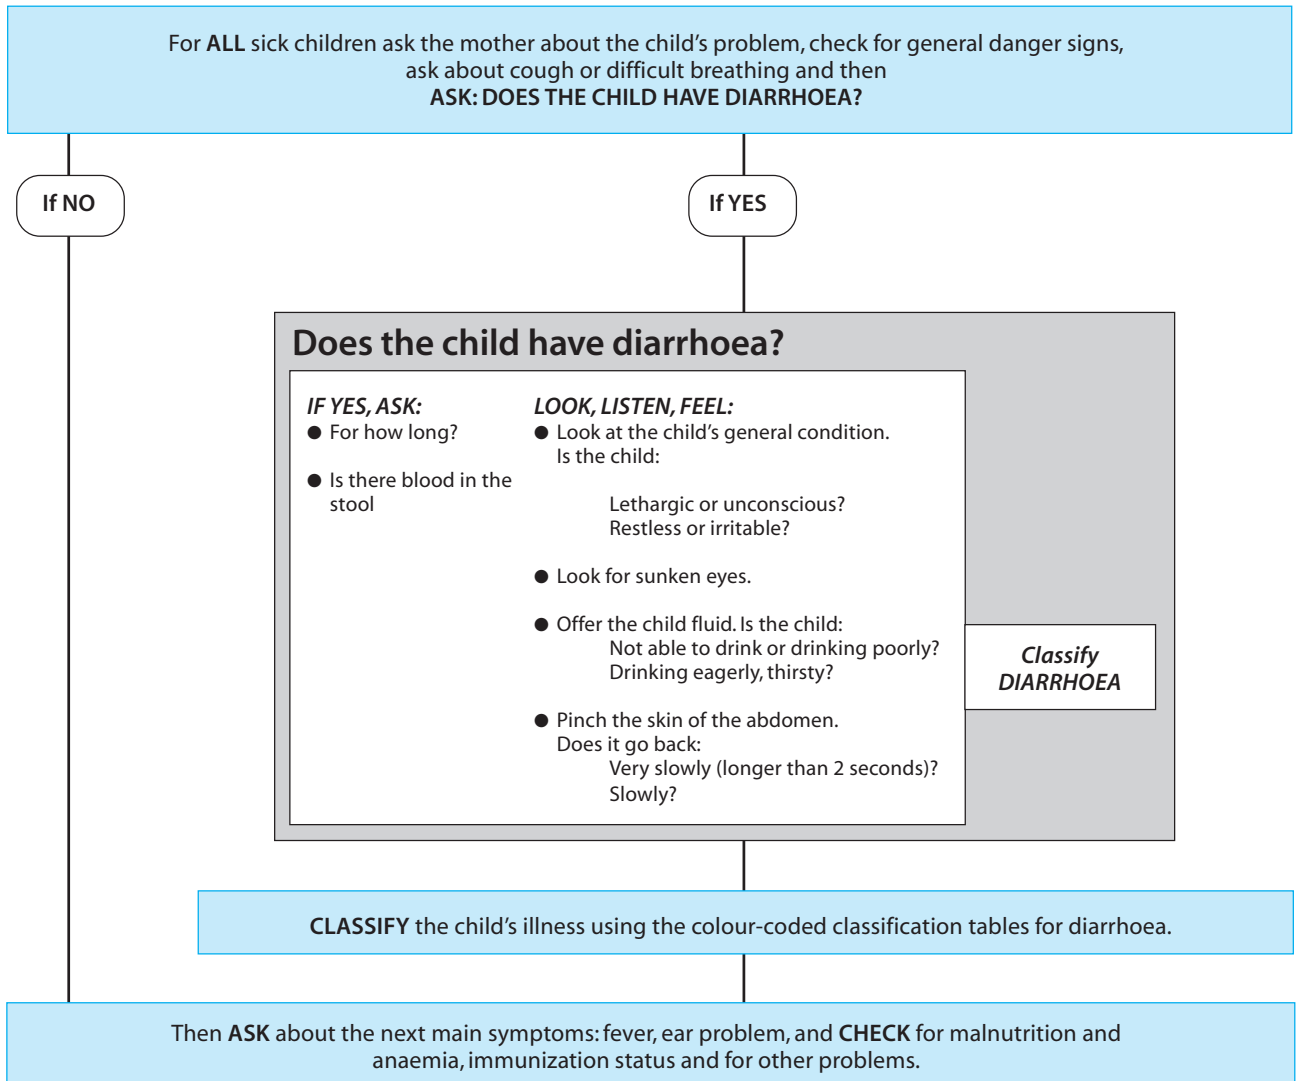 For ALL sick children ask the mother about the child’s problem, check for general danger signs,
ask about cough or difficult breathing and then
ASK: DOES THE CHILD HAVE DIARRHOEA?
If NO
If YES
Does the child have diarrhoea?
IF YES, ASK:
● For how long?
● Is there blood in the
stool
LOOK, LISTEN, FEEL:
● Look at the child’s general condition.
Is the child:
Lethargic or unconscious?
Restless or irritable?
● Look for sunken eyes.
● Offer the child fluid. Is the child:
Not able to drink or drinking poorly?
Drinking eagerly, thirsty?
● Pinch the skin of the abdomen.
Does it go back:
Very slowly (longer than 2 seconds)?
Slowly?
Classify
DIARRHOEA
CLASSIFY the child’s illness using the colour-coded classification tables for diarrhoea.
Then ASK about the next main symptoms: fever, ear problem, and CHECK for malnutrition and
anaemia, immunization status and for other problems.